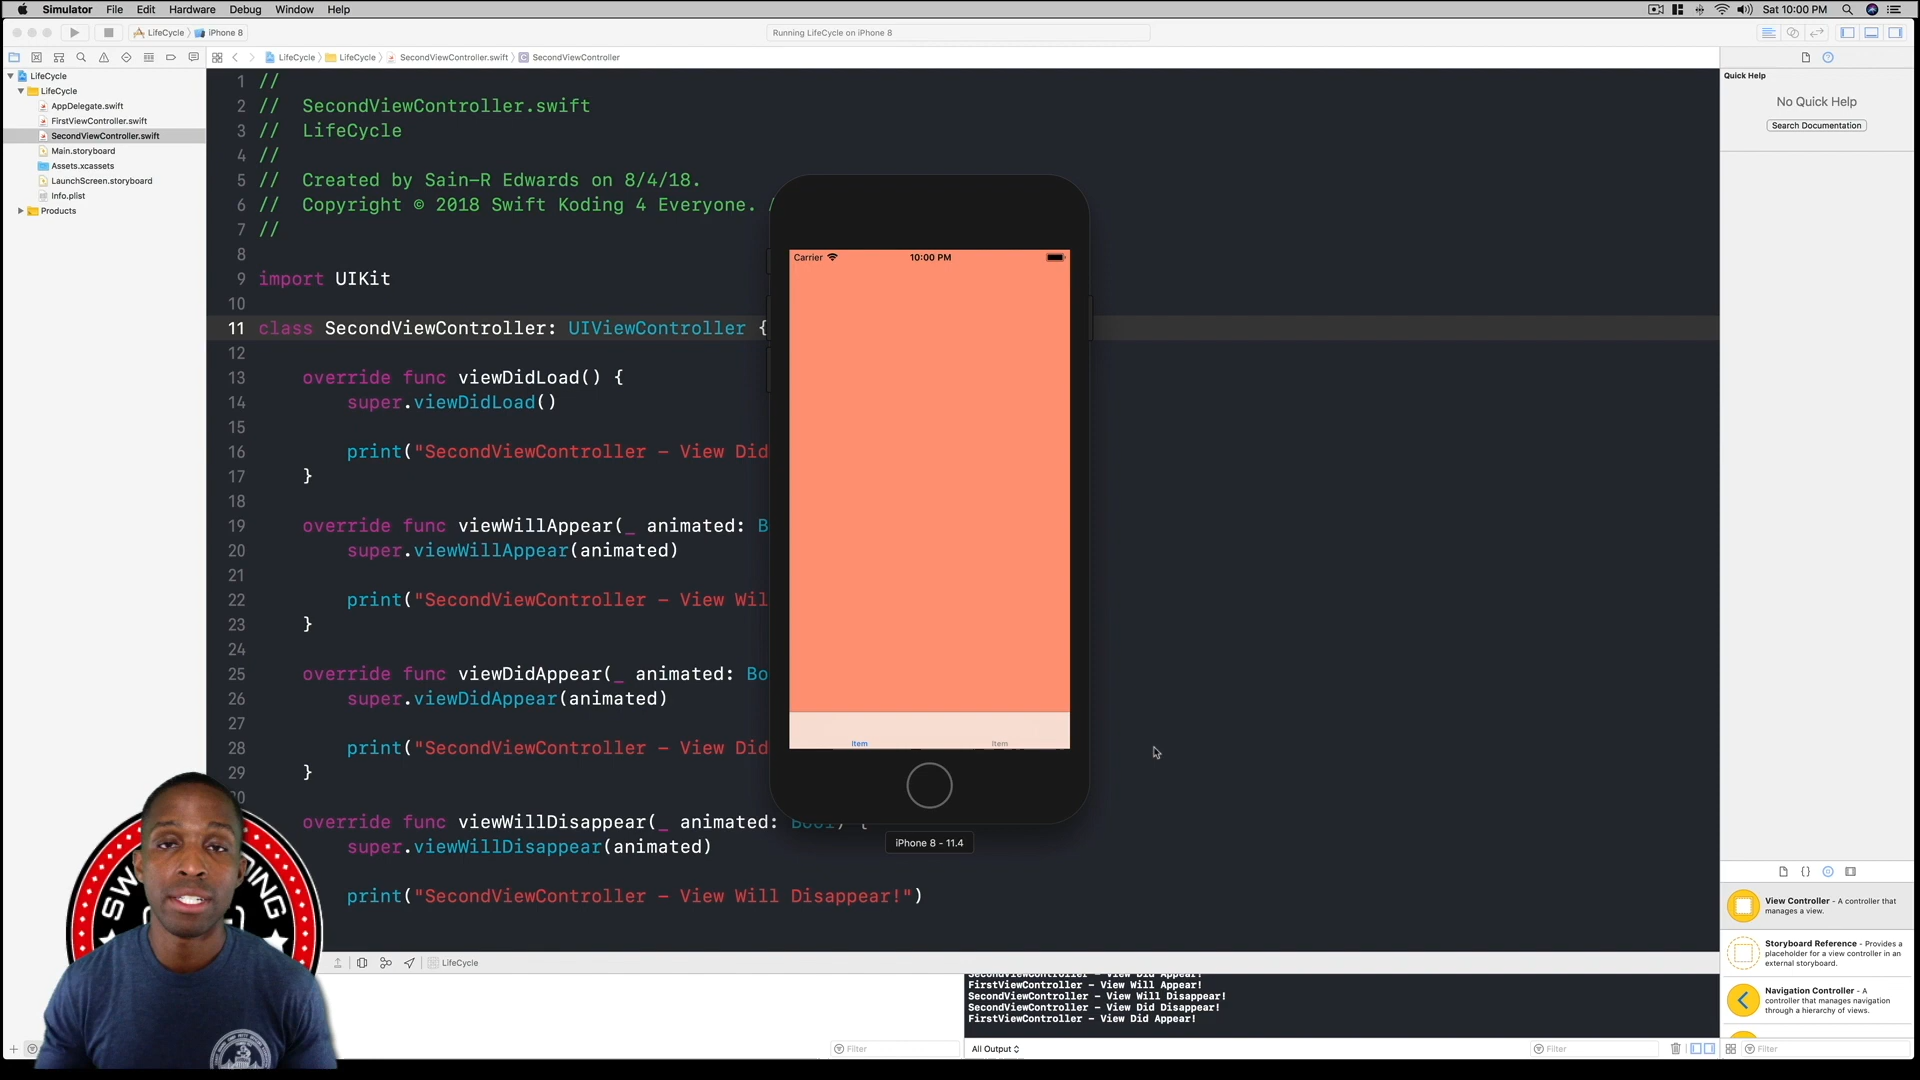 Simulator File Edit Hardware Debug Window Help
Sat 10:00 PM
LifeCycle iPhone 8
Running LifeCycle on iPhone 8
LifeCycle LifeCycle SecondViewController.swift SecondViewController
LifeCycle
LifeCycle
AppDelegate.swift
FirstViewController.swift
SecondViewController.swift
Main.storyboard
Assets.xcassets
LaunchScreen.storyboard
Info.plist
Products
1 //
2 // SecondViewController.swift
3 // LifeCycle
4 //
5 // Created by Sain-R Edwards on 8/4/18.
6 // Copyright © 2018 Swift Koding 4 Everyone.
7 //
8
9 import UIKit
10
11 class SecondViewController: UIViewController {
12
13 override func viewDidLoad() {
14 super.viewDidLoad()
15
16 print("SecondViewController - View Did
17 }
18
19 override func viewWillAppear(_ animated: B
20 super.viewWillAppear(animated)
21
22 print("SecondViewController - View Wil
23 }
24
25 override func viewDidAppear(_ animated: Bo
26 super.viewDidAppear(animated)
27
28 print("SecondViewController - View Did
29 }
override func viewWillDisappear(_ animated: Bool) {
super.viewWillDisappear(animated)
print("SecondViewController - View Will Disappear!")
Carrier 10:00 PM
Item Item
iPhone 8 - 11.4
LifeCycle
SecondViewController - View Did Appear!
FirstViewController - View Will Appear!
SecondViewController - View Will Disappear!
SecondViewController - View Did Disappear!
FirstViewController - View Did Appear!
Filter
All Output
Filter
Quick Help
No Quick Help
Search Documentation
View Controller - A controller that
manages a view.
Storyboard Reference - Provides a
placeholder for a view controller in an
external storyboard.
Navigation Controller - A
controller that manages navigation
through a hierarchy of views.
Filter